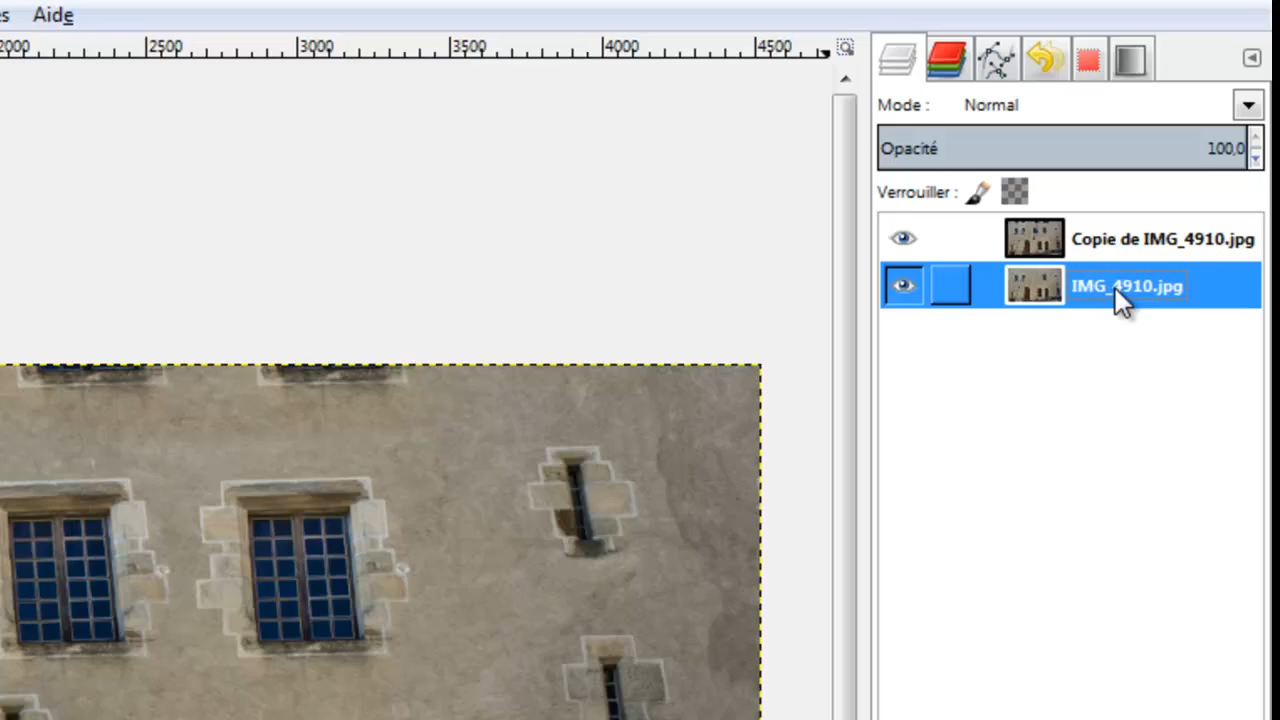 s Aide
2000 2500 3000 3500 4000 4500
Mode : Normal
Opacité 100,0
Verrouiller :
Copie de IMG_4910.jpg
IMG_4910.jpg